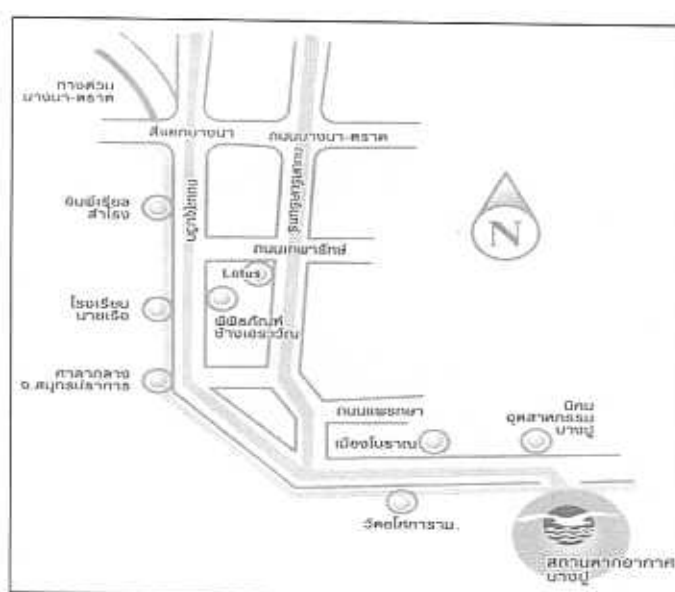 ทางด่วน
บางนา-ตราด
สี่แยกบางนา
ถนนบางนา-ตราด
ถนนสุขุมวิท
ถนนศรีนครินทร์
อิมพีเรียล
สำโรง
ถนนเทพารักษ์
Lotus
โรงเรียน
นายเรือ
พิพิธภัณฑ์
ช้างเอราวัณ
ศาลากลาง
จ.สมุทรปราการ
N
ถนนแพรกษา
นิคม
อุตสาหกรรม
บางปู
เมืองโบราณ
วัดอโศการาม.
สถานตากอากาศ
บางปู